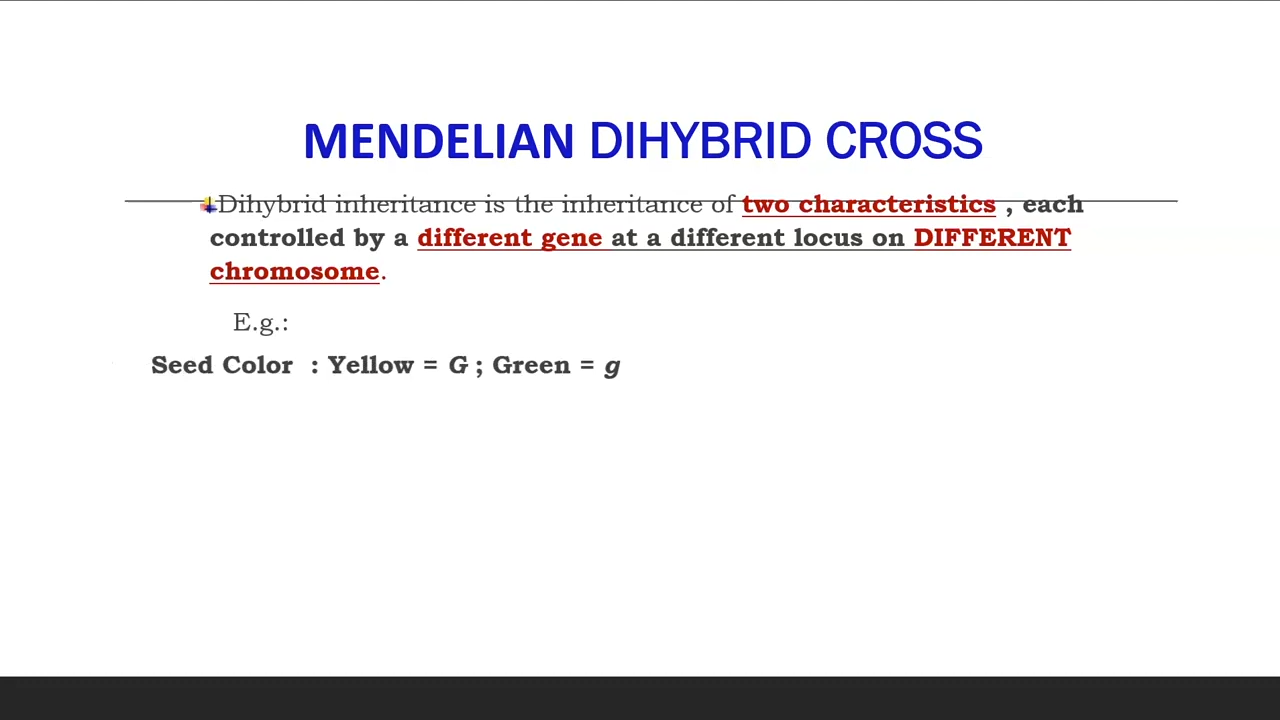 MENDELIAN DIHYBRID CROSS
Dihybrid inheritance is the inheritance of two characteristics , each
controlled by a different gene at a different locus on DIFFERENT
chromosome.
E.g.:
Seed Color : Yellow = G ; Green = g